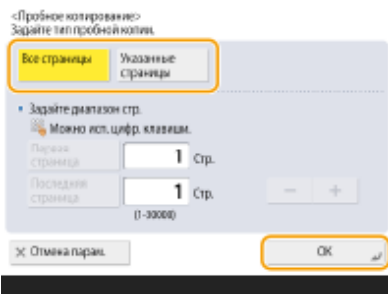 <Пробное копирование>
Задайте тип пробной копии.
Все страницы
Указанные
страницы
Задайте диапазон стр.
Можно исп. цифр. клавиши.
Первая
страница
1 Стр.
Последняя
страница
1 Стр.
− +
(1-30000)
× Отмена парам.
OK